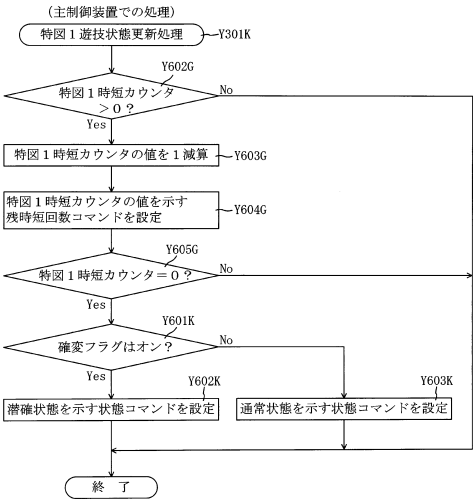 (主制御装置での処理)
特図１遊技状態更新処理
Y301K
Y602G
特図１時短カウンタ
＞０？
No
Yes
特図１時短カウンタの値を１減算
Y603G
特図１時短カウンタの値を示す
残時短回数コマンドを設定
Y604G
Y605G
特図１時短カウンタ＝０？
No
Yes
Y601K
確変フラグはオン？
No
Yes
Y602K
潜確状態を示す状態コマンドを設定
Y603K
通常状態を示す状態コマンドを設定
終 了